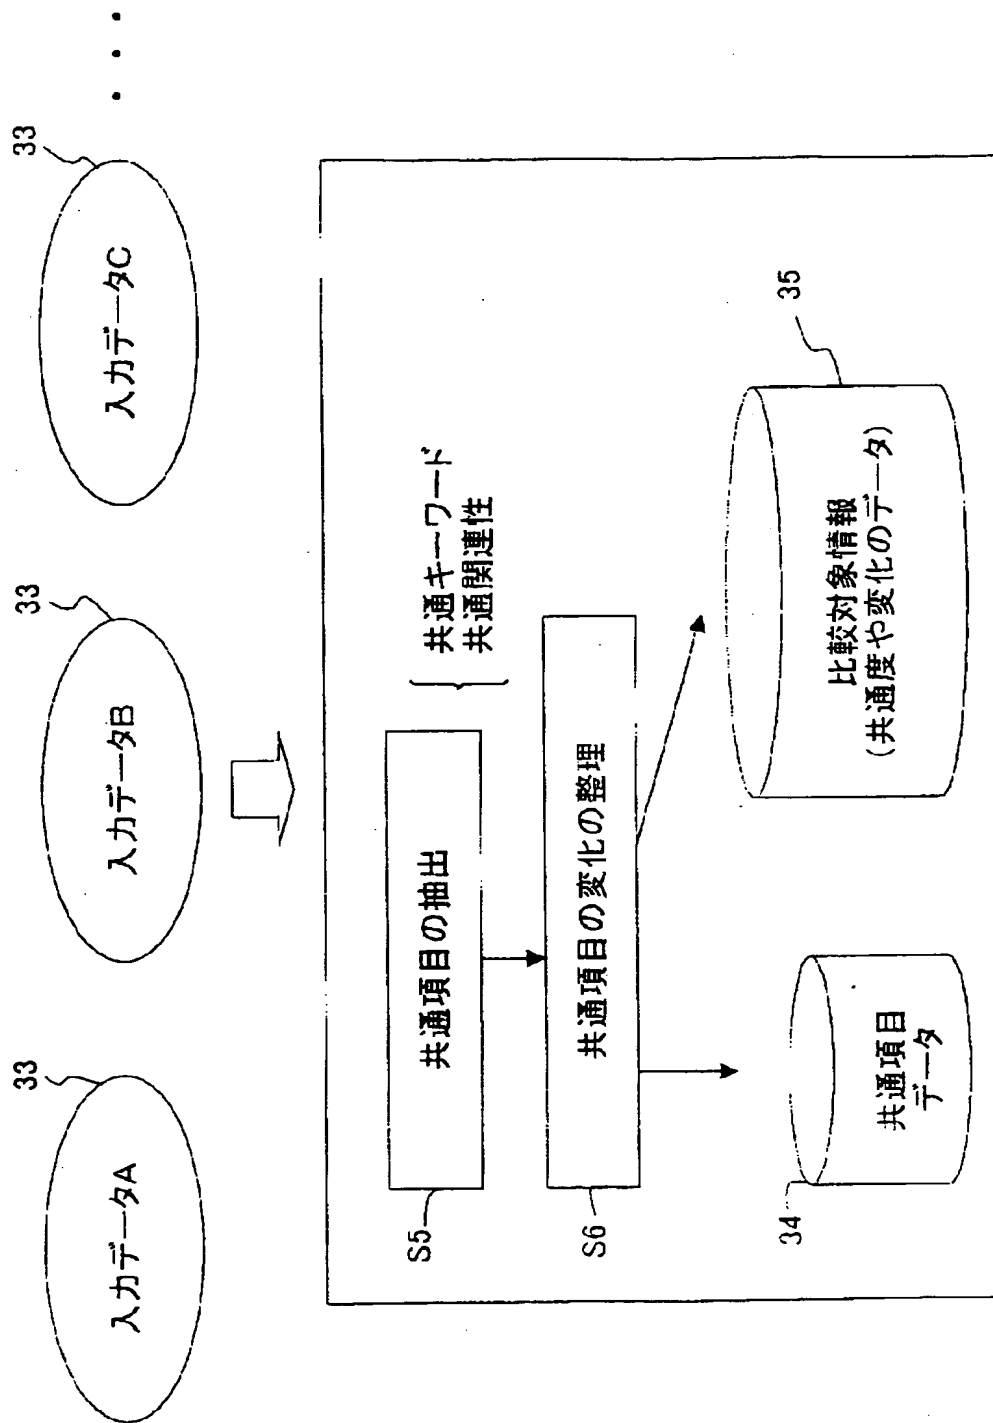 33
33
33
・・・
入力データA
入力データB
入力データC
S5
共通項目の抽出
共通キーワード
共通関連性
S6
共通項目の変化の整理
34
共通項目
データ
35
比較対象情報
(共通度や変化のデータ)